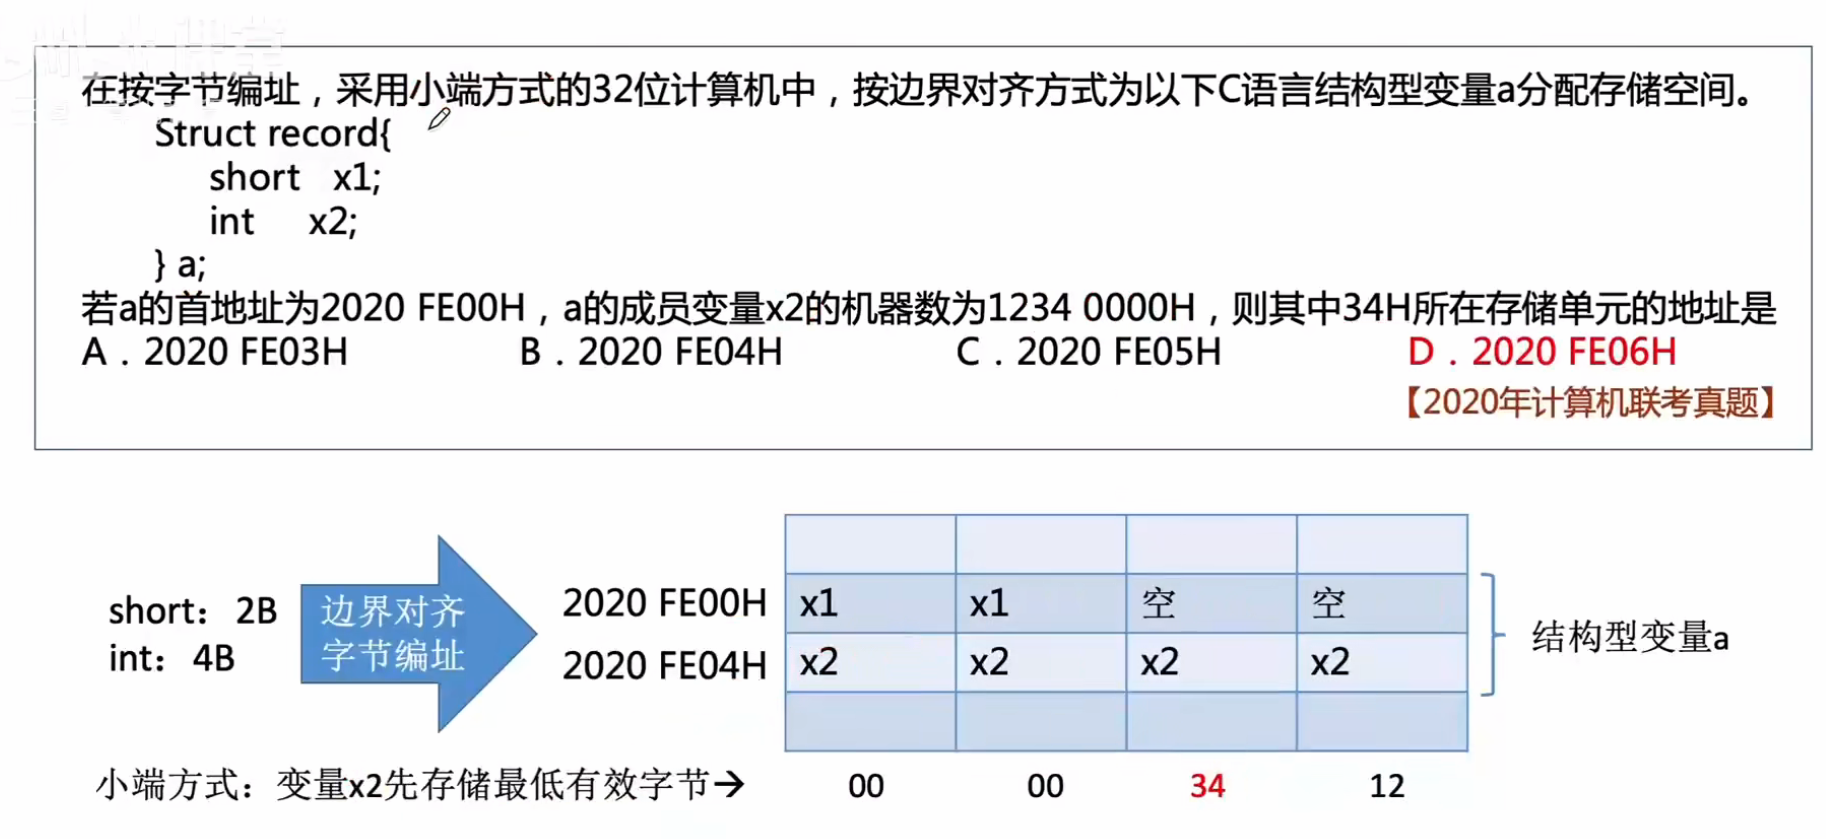 在按字节编址，采用小端方式的32位计算机中，按边界对齐方式为以下C语言结构型变量a分配存储空间。
Struct record{
short x1;
int x2;
} a;
若a的首地址为2020 FE00H，a的成员变量x2的机器数为1234 0000H，则其中34H所在存储单元的地址是
A．2020 FE03H B．2020 FE04H C．2020 FE05H D．2020 FE06H
【2020年计算机联考真题】
short：2B
int：4B
边界对齐
字节编址
2020 FE00H x1 x1 空 空
2020 FE04H x2 x2 x2 x2
结构型变量a
小端方式：变量x2先存储最低有效字节→ 00 00 34 12